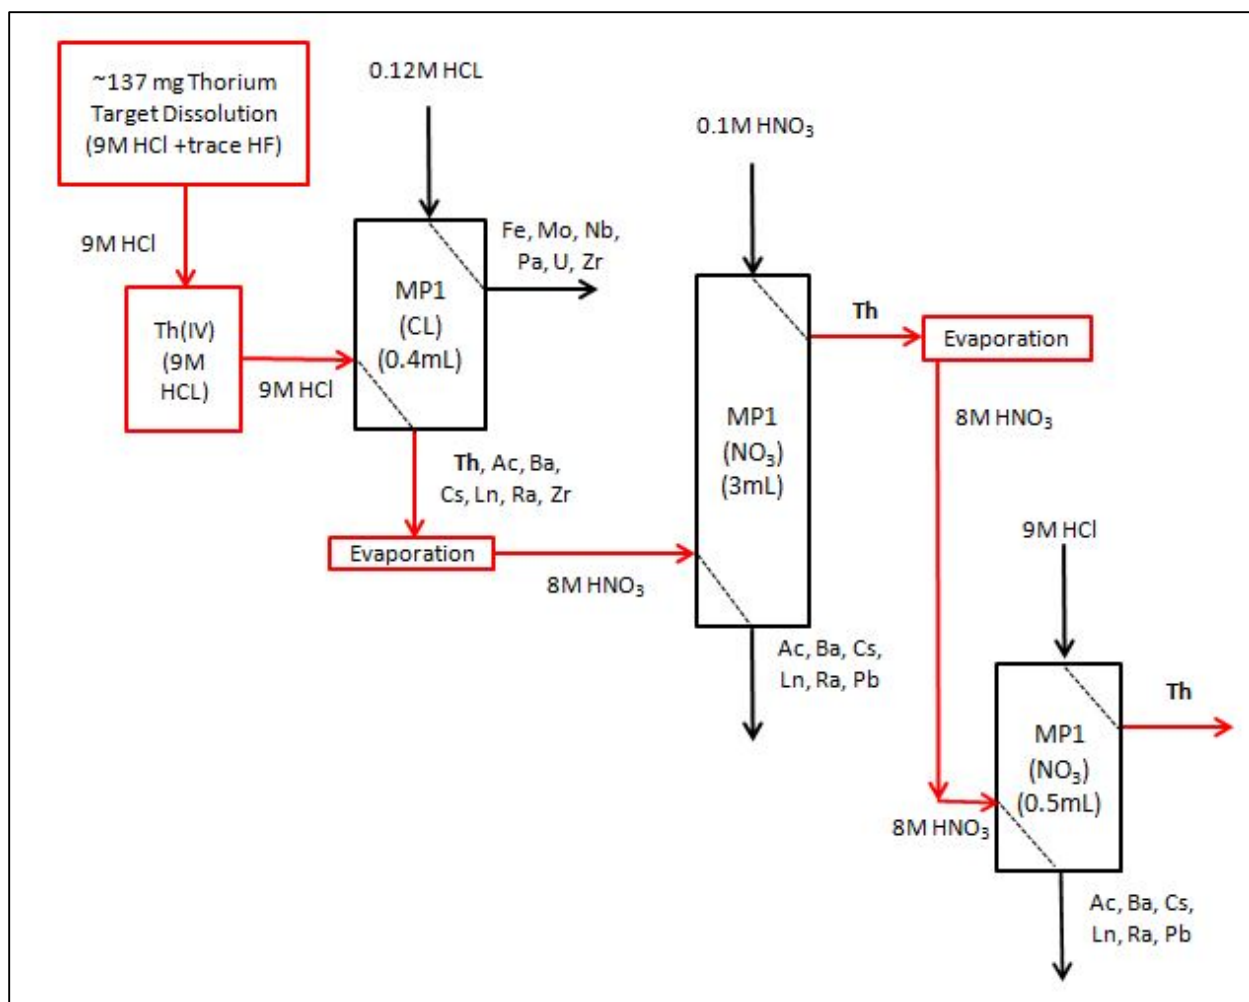 ~137 mg Thorium
Target Dissolution
(9M HCl +trace HF)
9M HCl
Th(IV)
(9M
HCL)
9M HCl
0.12M HCL
MP1
(CL)
(0.4mL)
Fe, Mo, Nb,
Pa, U, Zr
Th, Ac, Ba,
Cs, Ln, Ra, Zr
Evaporation
8M HNO₃
0.1M HNO₃
MP1
(NO₃)
(3mL)
Ac, Ba, Cs,
Ln, Ra, Pb
Th
Evaporation
8M HNO₃
8M HNO₃
9M HCl
MP1
(NO₃)
(0.5mL)
Th
Ac, Ba, Cs,
Ln, Ra, Pb